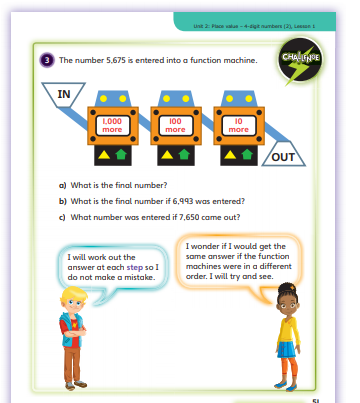 Unit 2: Place value – 4-digit numbers (2), Lesson 1
CHALLENGE
3 The number 5,675 is entered into a function machine.
IN
1,000
more
100
more
10
more
OUT
a) What is the final number?
b) What is the final number if 6,993 was entered?
c) What number was entered if 7,650 came out?
I will work out the
answer at each step so I
do not make a mistake.
I wonder if I would get the
same answer if the function
machines were in a different
order. I will try and see.
51